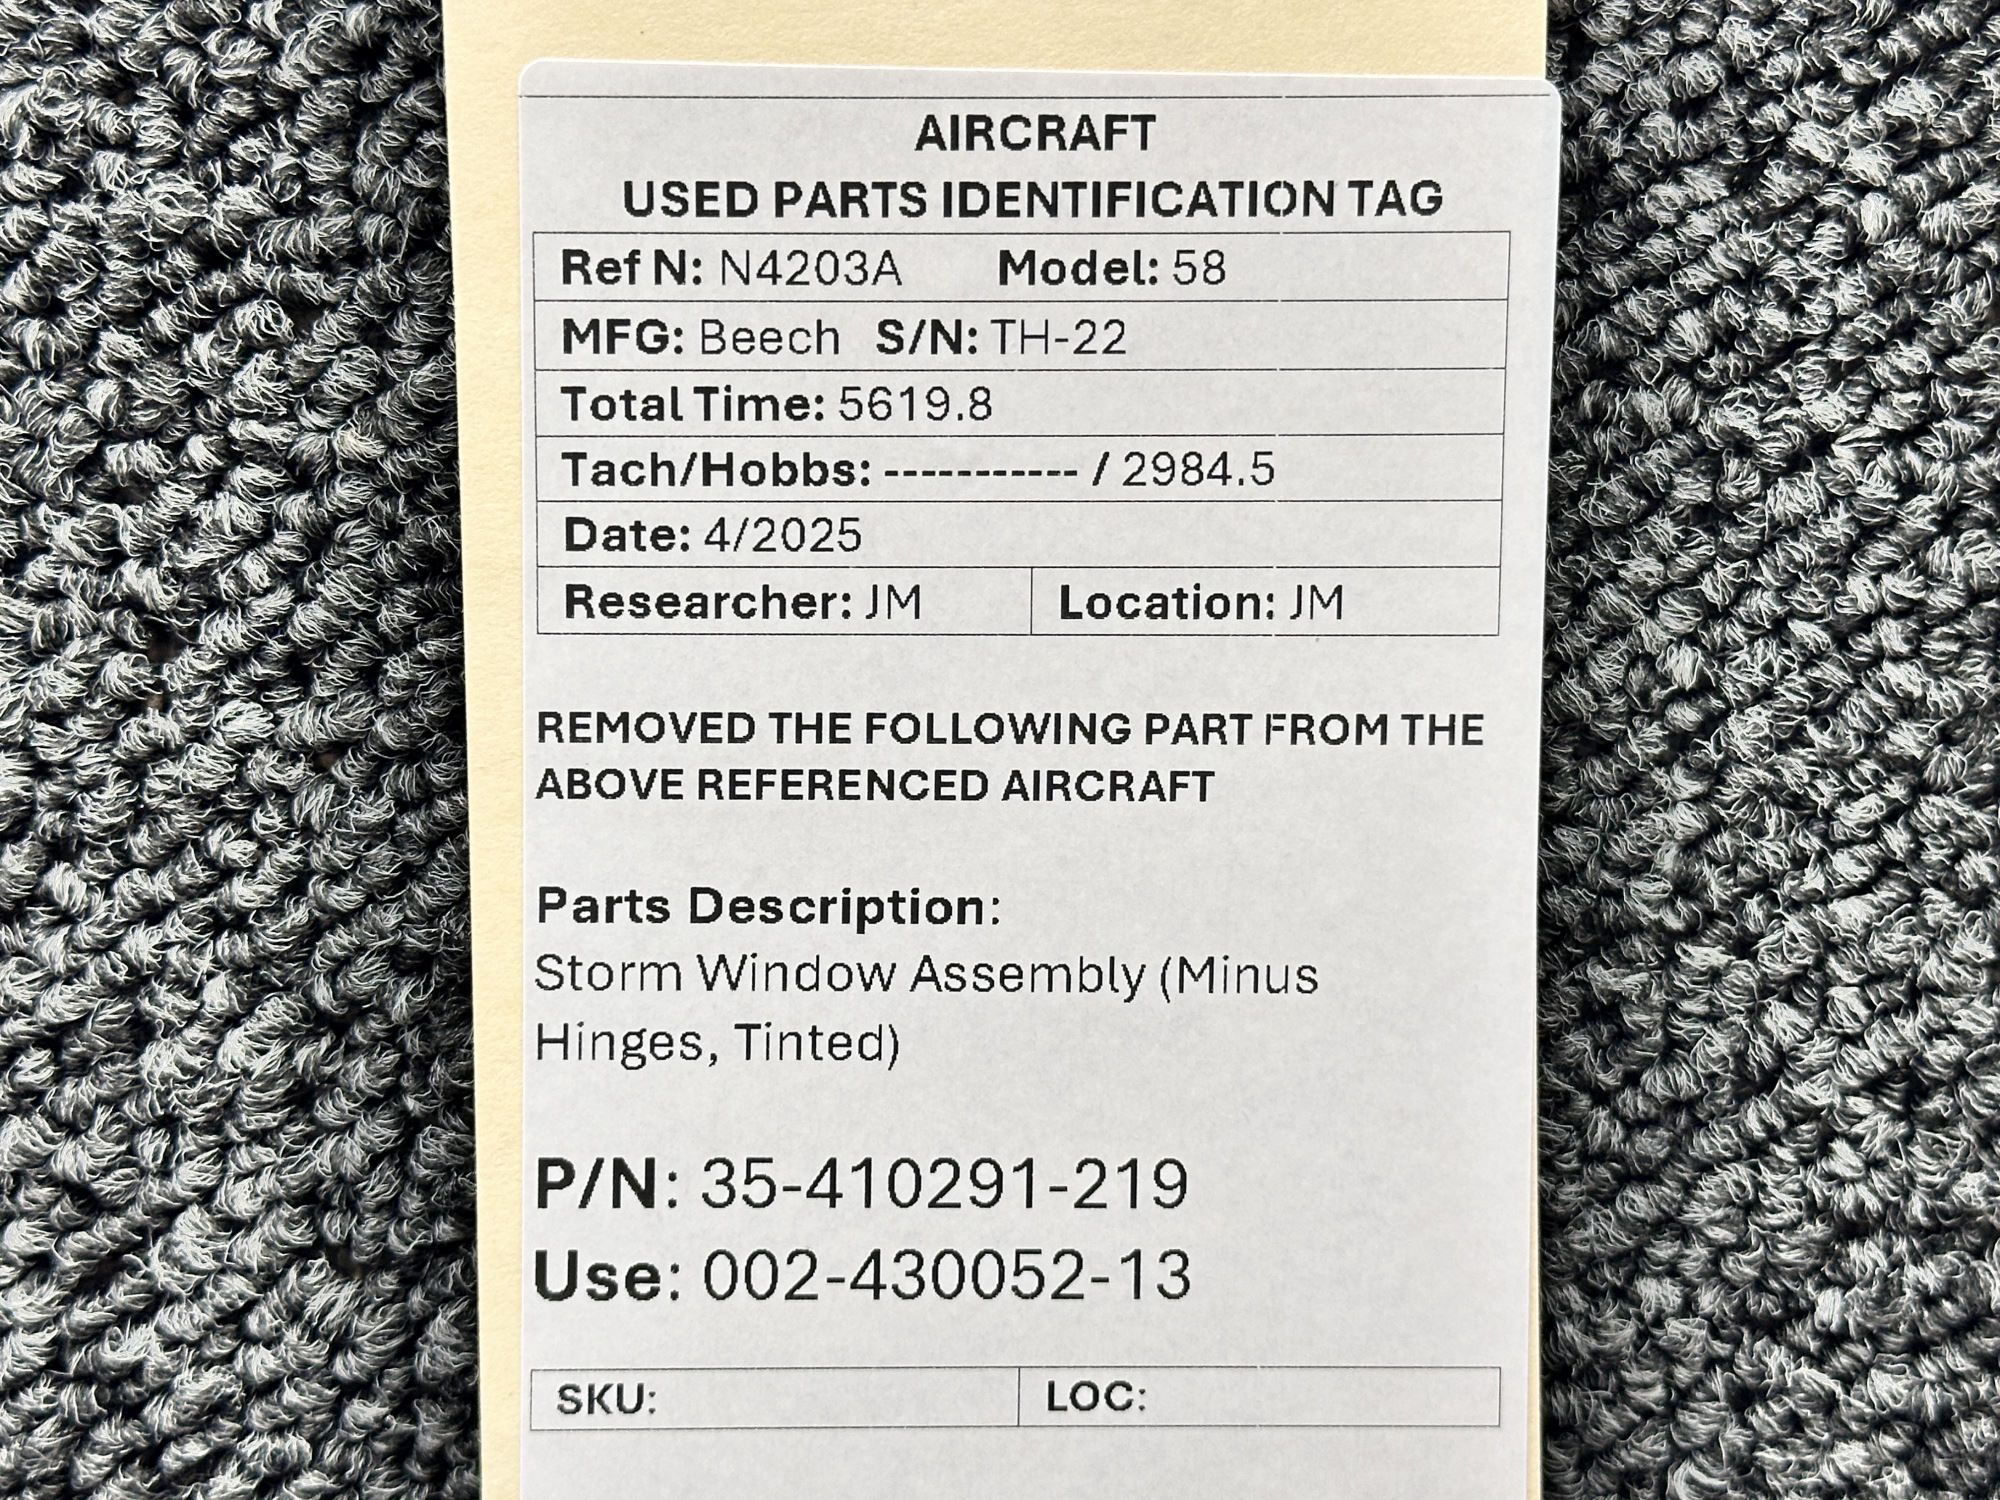 AIRCRAFT
USED PARTS IDENTIFICATION TAG
Ref N: N4203A Model: 58
MFG: Beech S/N: TH-22
Total Time: 5619.8
Tach/Hobbs: ----------- / 2984.5
Date: 4/2025
Researcher: JM Location: JM
REMOVED THE FOLLOWING PART FROM THE
ABOVE REFERENCED AIRCRAFT
Parts Description:
Storm Window Assembly (Minus
Hinges, Tinted)
P/N: 35-410291-219
Use: 002-430052-13
SKU: LOC: